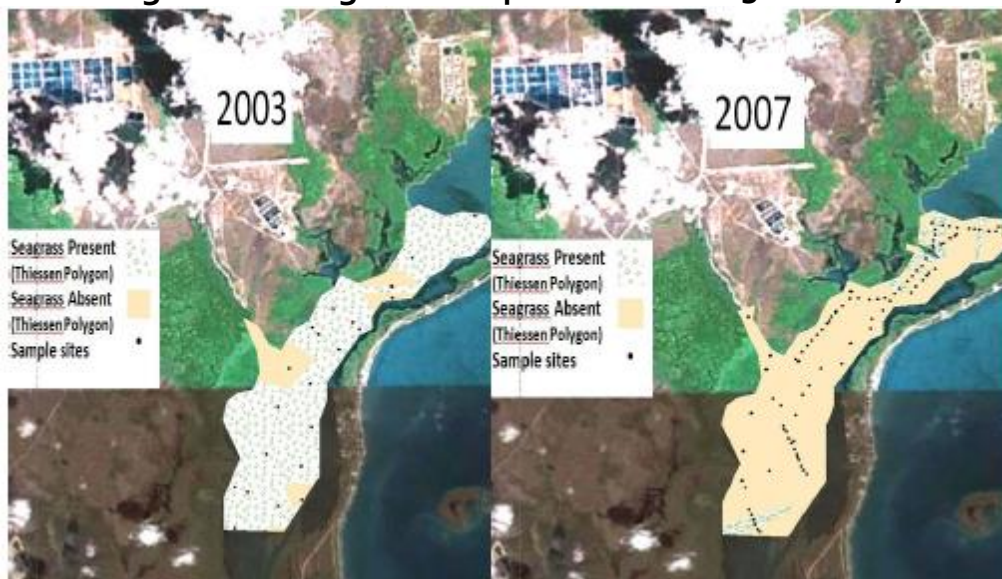 2003
Seagrass Present
(Thiessen Polygon)
Seagrass Absent
(Thiessen Polygon)
Sample sites
2007
Seagrass Present
(Thiessen Polygon)
Seagrass Absent
(Thiessen Polygon)
Sample sites